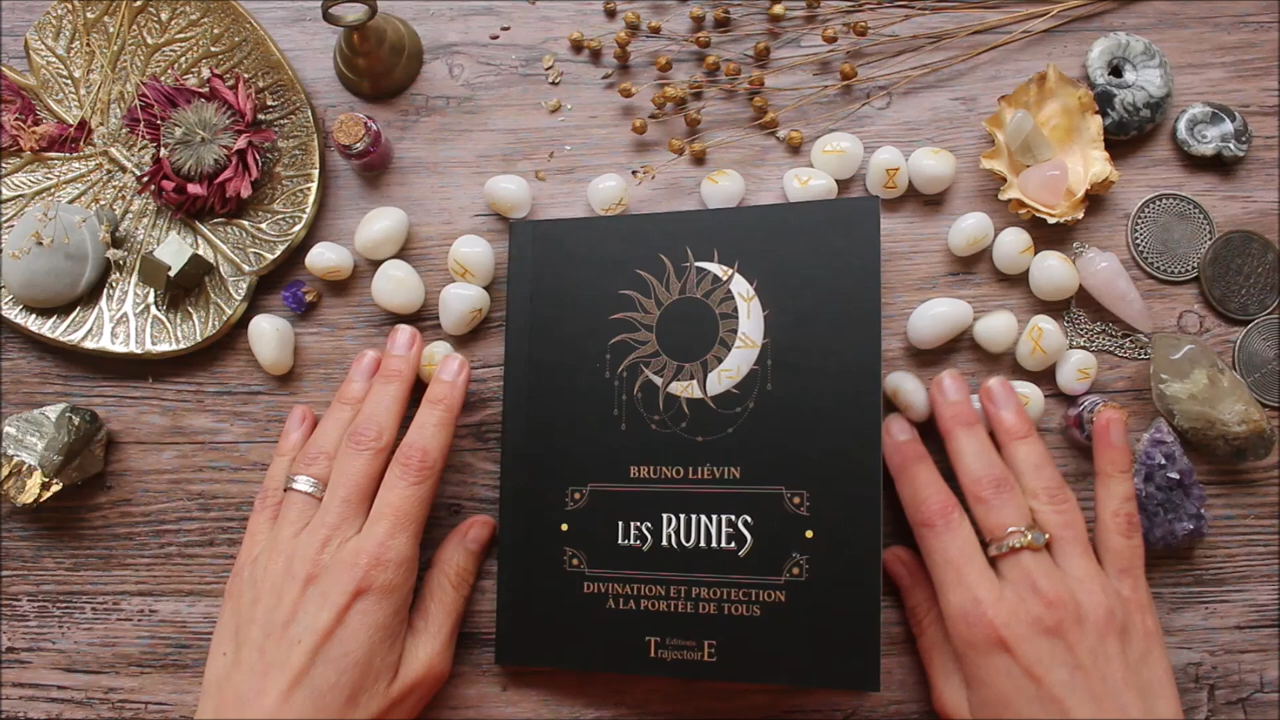 BRUNO LIÉVIN
LES RUNES
DIVINATION ET PROTECTION
À LA PORTÉE DE TOUS
Éditions
TrajectoirE